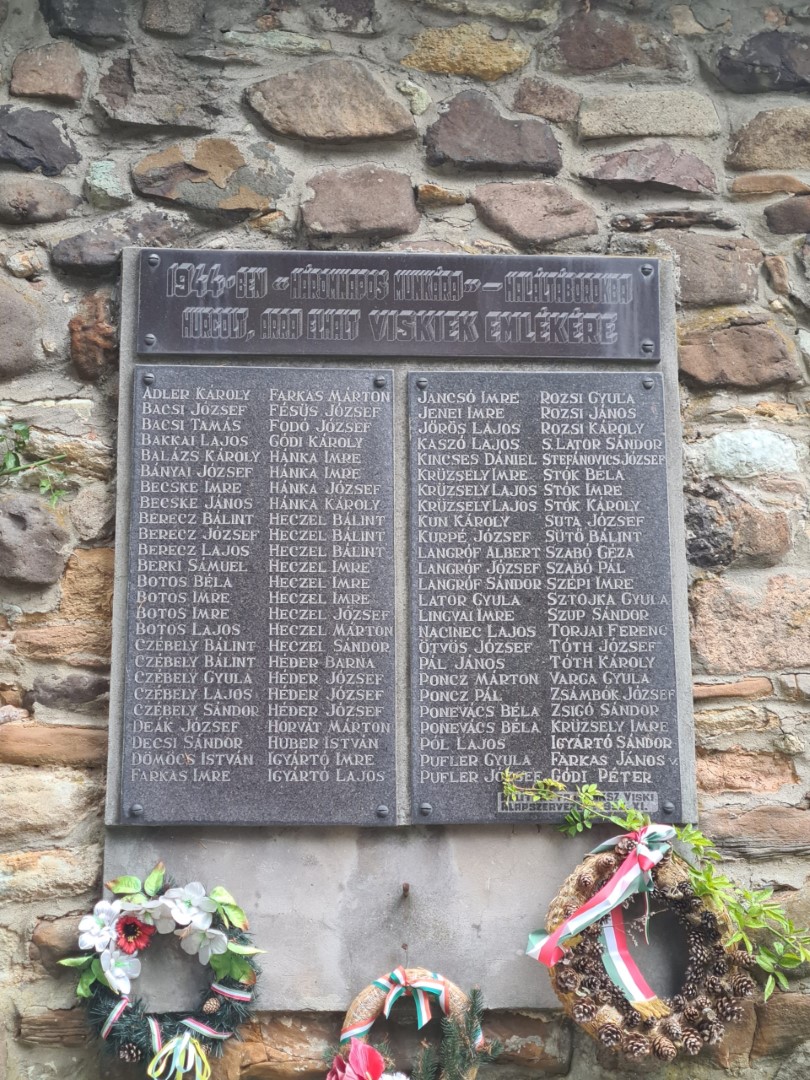 1944-BEN «HÁROMNAPOS MUNKÁRA» – HALÁLTÁBOROKBA
HURCOLT, ARRA ELHALT VISKIEK EMLÉKÉRE
ADLER KÁROLY
BACSI JÓZSEF
BACSI TAMÁS
BAKKAI LAJOS
BALÁZS KÁROLY
BÁNYAI JÓZSEF
BECSKE IMRE
BECSKE JÁNOS
BERECZ BÁLINT
BERECZ JÓZSEF
BERECZ LAJOS
BERKI SÁMUEL
BOTOS BÉLA
BOTOS IMRE
BOTOS IMRE
BOTOS LAJOS
CZÉBELY BÁLINT
CZÉBELY BÁLINT
CZÉBELY GYULA
CZÉBELY LAJOS
CZÉBELY SÁNDOR
DEÁK JÓZSEF
DECSI SÁNDOR
DÖMÖCS ISTVÁN
FARKAS IMRE
FARKAS MÁRTON
FÉSÜS JÓZSEF
FODÓ JÓZSEF
GÓDI KÁROLY
HÁNKA IMRE
HÁNKA IMRE
HÁNKA JÓZSEF
HÁNKA KÁROLY
HECZEL BÁLINT
HECZEL BÁLINT
HECZEL BÁLINT
HECZEL IMRE
HECZEL IMRE
HECZEL IMRE
HECZEL JÓZSEF
HECZEL MÁRTON
HECZEL SÁNDOR
HÉDER BARNA
HÉDER JÓZSEF
HÉDER JÓZSEF
HÉDER JÓZSEF
HORVÁT MÁRTON
HUBER ISTVÁN
IGYÁRTÓ IMRE
IGYÁRTÓ LAJOS
JANCSÓ IMRE
JENEI IMRE
JÖRÖS LAJOS
KASZÓ LAJOS
KINCSES DÁNIEL
KRÜZSELY IMRE
KRÜZSELY LAJOS
KRÜZSELY LAJOS
KUN KÁROLY
KURPÉ JÓZSEF
LANGRÓF ALBERT
LANGRÓF JÓZSEF
LANGRÓF SÁNDOR
LATOR GYULA
LINGVAI IMRE
NACINEC LAJOS
ÖTVÖS JÓZSEF
PÁL JÁNOS
PONCZ MÁRTON
PONCZ PÁL
PONEVÁCS BÉLA
PONEVÁCS BÉLA
PÓL LAJOS
PUFLER GYULA
PUFLER JÓZSEF
ROZSI GYULA
ROZSI JÁNOS
ROZSI KÁROLY
S. LATOR SÁNDOR
STEFÁNOVICS JÓZSEF
STÓK BÉLA
STÓK IMRE
STÓK KÁROLY
SUTA JÓZSEF
SÜTŐ BÁLINT
SZABÓ GÉZA
SZABÓ PÁL
SZÉPI IMRE
SZTOJKA GYULA
SZUP SÁNDOR
TORJAI FERENC
TÓTH JÓZSEF
TÓTH KÁROLY
VARGA GYULA
ZSÁMBOK JÓZSEF
ZSIGÓ SÁNDOR
KRÜZSELY IMRE
IGYÁRTÓ SÁNDOR
FARKAS JÁNOS
GÓDI PÉTER
VISKI
ALAPSZERVEZETE